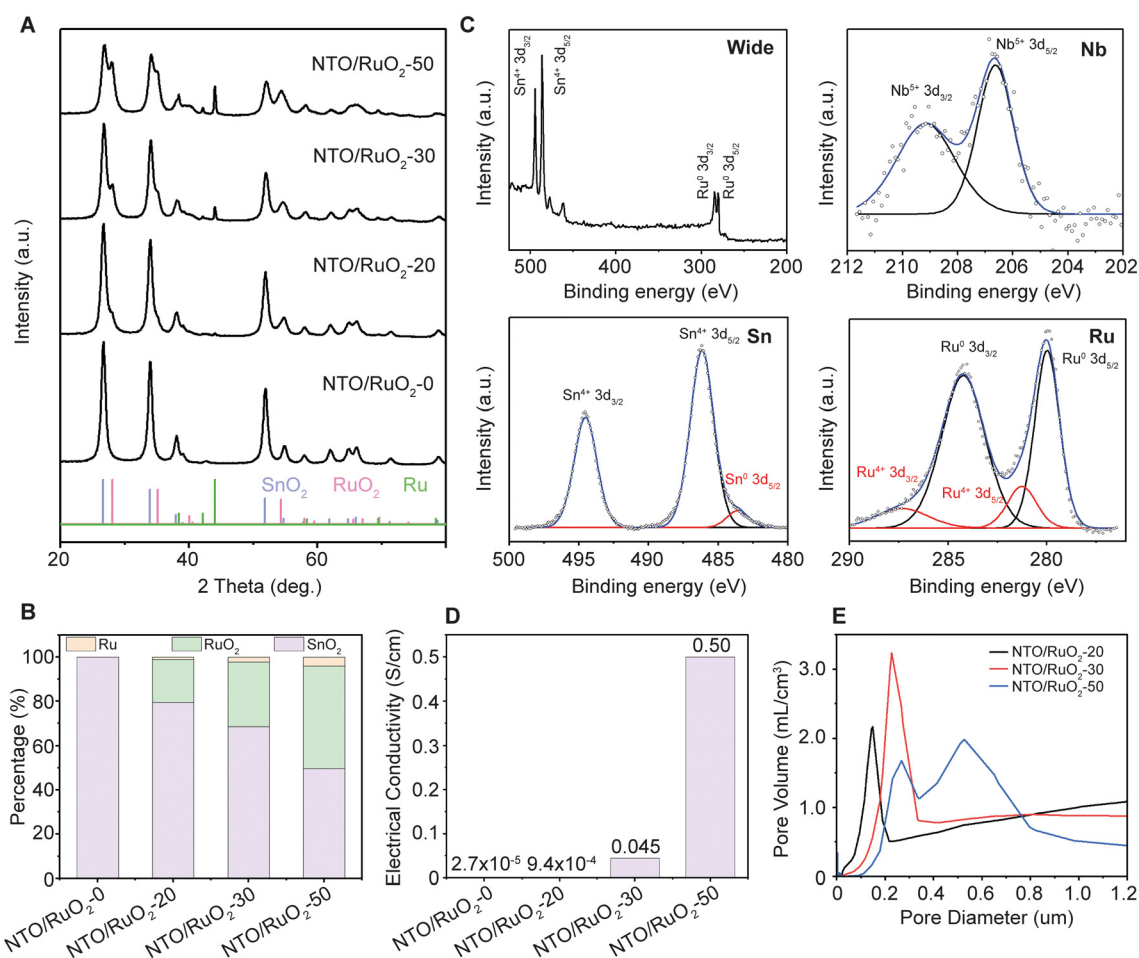 A
NTO/RuO₂-50
NTO/RuO₂-30
NTO/RuO₂-20
NTO/RuO₂-0
SnO₂ RuO₂ Ru
20 40 60
2 Theta (deg.)
Intensity (a.u.)
C
Wide
Sn⁴⁺ 3d₃/₂
Sn⁴⁺ 3d₅/₂
Ru⁰ 3d₃/₂
Ru⁰ 3d₅/₂
500 400 300 200
Binding energy (eV)
Intensity (a.u.)
Nb
Nb⁵⁺ 3d₃/₂
Nb⁵⁺ 3d₅/₂
212 210 208 206 204 202
Binding energy (eV)
Intensity (a.u.)
Sn
Sn⁴⁺ 3d₃/₂
Sn⁴⁺ 3d₅/₂
Sn⁰ 3d₅/₂
500 495 490 485 480
Binding energy (eV)
Intensity (a.u.)
Ru
Ru⁰ 3d₃/₂
Ru⁰ 3d₅/₂
Ru⁴⁺ 3d₃/₂
Ru⁴⁺ 3d₅/₂
290 285 280
Binding energy (eV)
Intensity (a.u.)
B
Ru RuO₂ SnO₂
100
80
60
40
20
0
Percentage (%)
NTO/RuO₂-0
NTO/RuO₂-20
NTO/RuO₂-30
NTO/RuO₂-50
D
0.5
0.4
0.3
0.2
0.1
0
Electrical Conductivity (S/cm)
2.7x10⁻⁵ 9.4x10⁻⁴
0.045
0.50
NTO/RuO₂-0
NTO/RuO₂-20
NTO/RuO₂-30
NTO/RuO₂-50
E
NTO/RuO₂-20
NTO/RuO₂-30
NTO/RuO₂-50
3.0
2.0
1.0
0.0
Pore Volume (mL/cm³)
0 0.2 0.4 0.6 0.8 1.0 1.2
Pore Diameter (um)